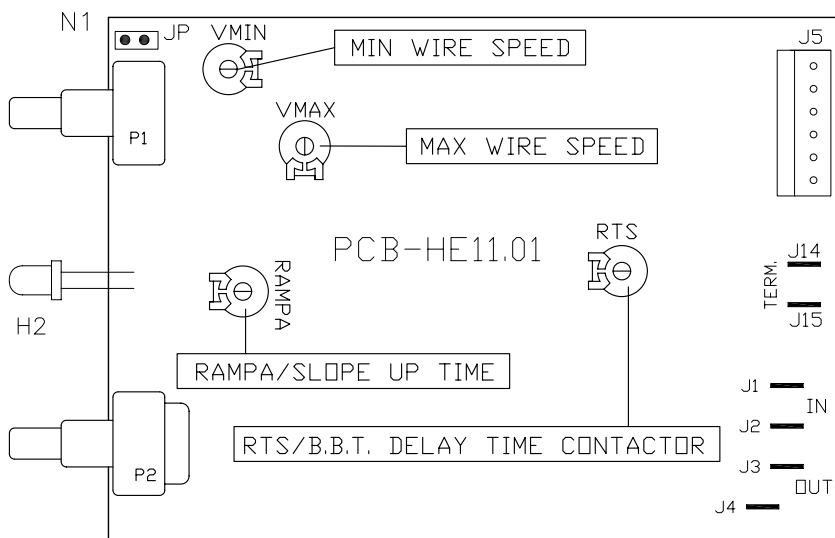 N1
JP
VMIN
MIN WIRE SPEED
J5
P1
VMAX
MAX WIRE SPEED
PCB-HE11.01
RTS
J14
TERM.
J15
RAMPA
H2
RAMPA/SLOPE UP TIME
J1
IN
J2
RTS/B.B.T. DELAY TIME CONTACTOR
J3
P2
OUT
J4